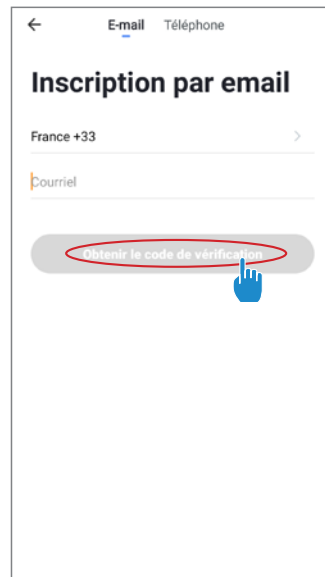 E-mail Téléphone
Inscription par email
France +33
Courriel
Obtenir le code de vérification